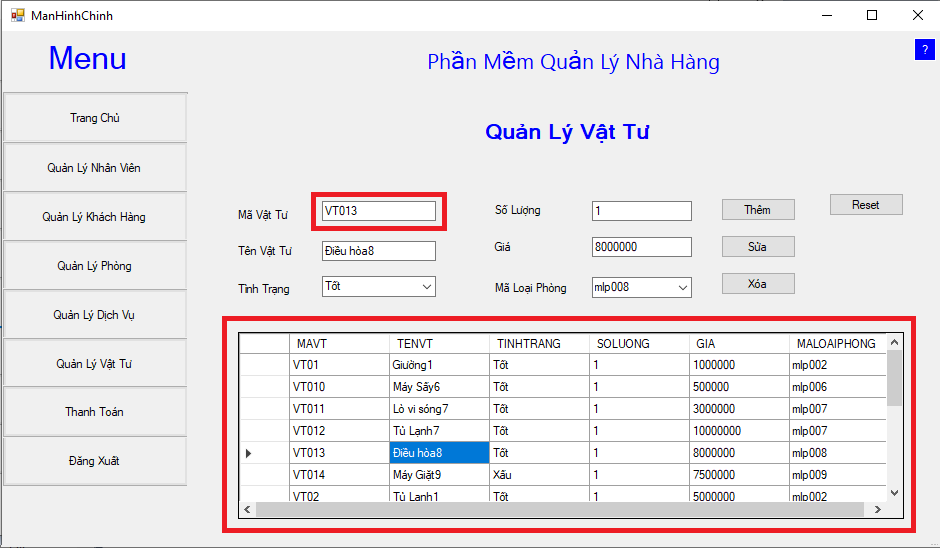 ManHinhChinh
Menu
Phần Mềm Quản Lý Nhà Hàng
?
Trang Chủ
Quản Lý Nhân Viên
Quản Lý Khách Hàng
Quản Lý Phòng
Quản Lý Dịch Vụ
Quản Lý Vật Tư
Thanh Toán
Đăng Xuất
Quản Lý Vật Tư
Mã Vật Tư VT013 Số Lượng 1 Thêm Reset
Tên Vật Tư Điều hòa8 Giá 8000000 Sửa
Tình Trạng Tốt Mã Loại Phòng mlp008 Xóa
MAVT TENVT TINHTRANG SOLUONG GIA MALOAIPHONG
VT01 Giường1 Tốt 1 1000000 mlp002
VT010 Máy Sấy6 Tốt 1 500000 mlp006
VT011 Lò vi sóng7 Tốt 1 3000000 mlp007
VT012 Tủ Lạnh7 Tốt 1 10000000 mlp007
VT013 Điều hòa8 Tốt 1 8000000 mlp008
VT014 Máy Giặt9 Xấu 1 7500000 mlp009
VT02 Tủ Lạnh1 Tốt 1 5000000 mlp002